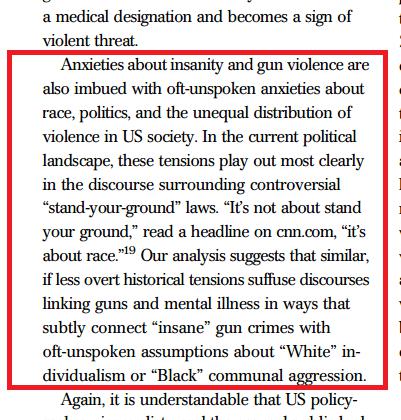 a medical designation and becomes a sign of
violent threat.
Anxieties about insanity and gun violence are
also imbued with oft-unspoken anxieties about
race, politics, and the unequal distribution of
violence in US society. In the current political
landscape, these tensions play out most clearly
in the discourse surrounding controversial
“stand-your-ground” laws. “It’s not about stand
your ground,” read a headline on cnn.com, “it’s
about race.”19 Our analysis suggests that similar,
if less overt historical tensions suffuse discourses
linking guns and mental illness in ways that
subtly connect “insane” gun crimes with
oft-unspoken assumptions about “White” in-
dividualism or “Black” communal aggression.
Again, it is understandable that US policy-